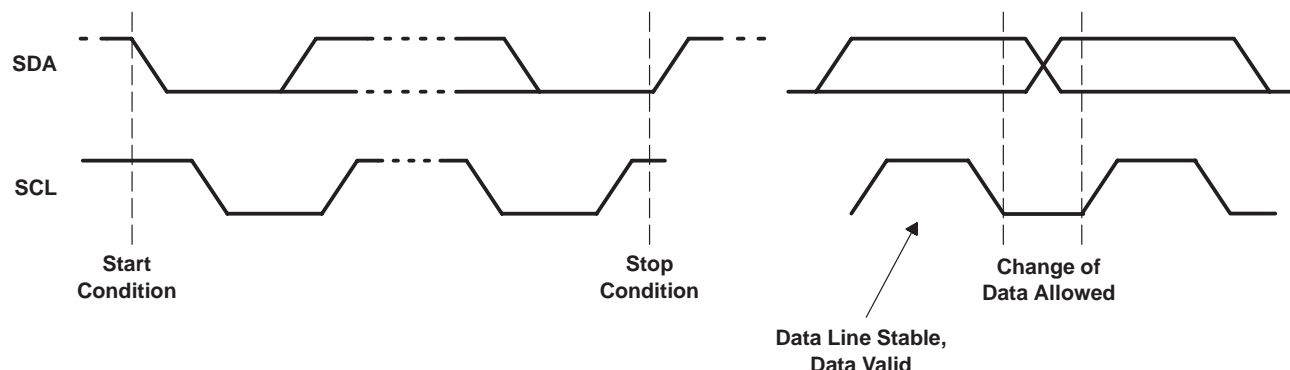 SDA
SCL
Start
Condition
Stop
Condition
Change of
Data Allowed
Data Line Stable,
Data Valid